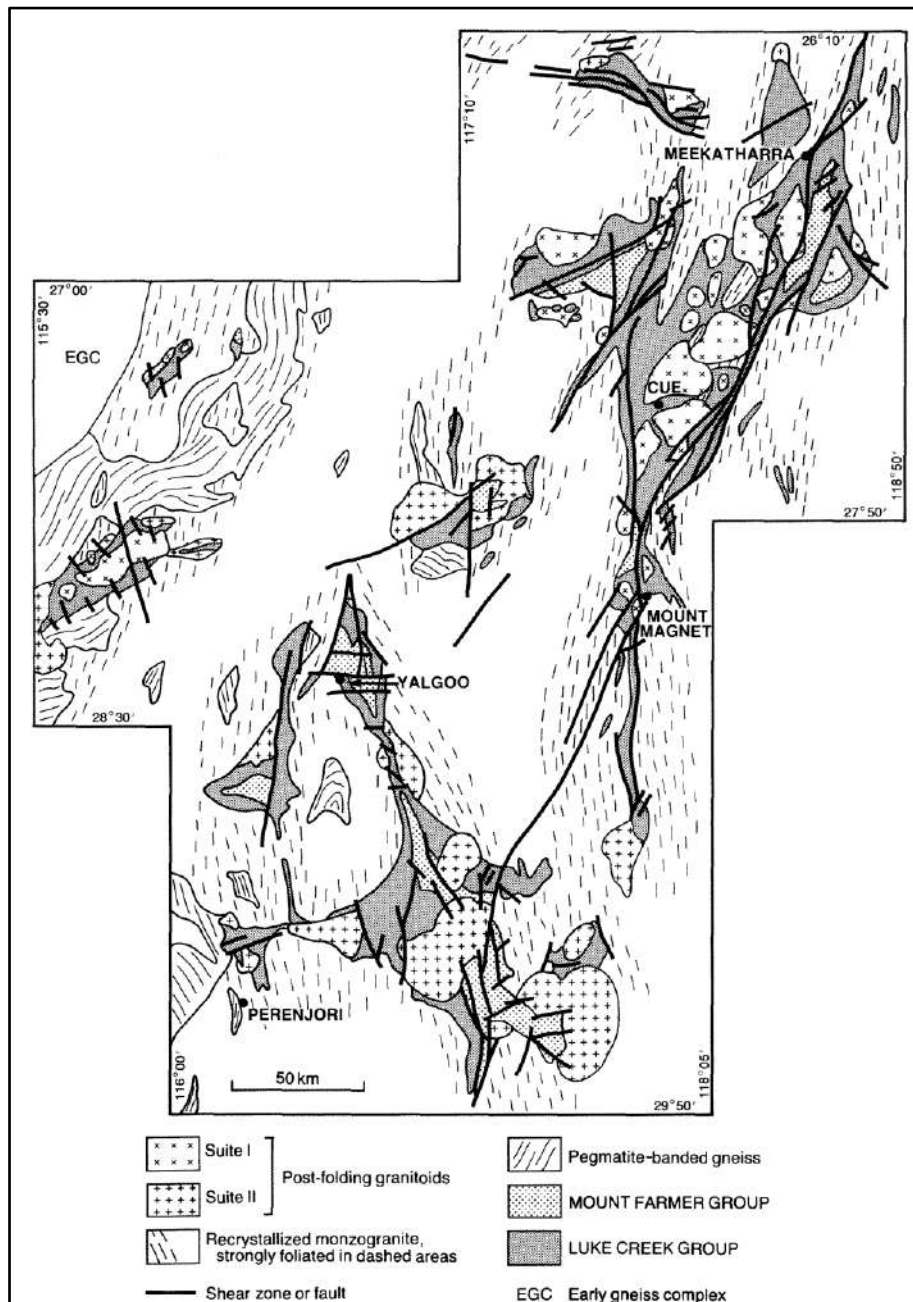 26°10′
117°10′
MEEKATHARRA
27°00′
115°30′
EGC
CUE
118°50′
27°50′
MOUNT
MAGNET
YALGOO
28°30′
PERENJORI
116°00′
50 km
118°05′
29°50′
Suite I
Post-folding granitoids
Suite II
Recrystallized monzogranite,
strongly foliated in dashed areas
Shear zone or fault
Pegmatite-banded gneiss
MOUNT FARMER GROUP
LUKE CREEK GROUP
EGC Early gneiss complex